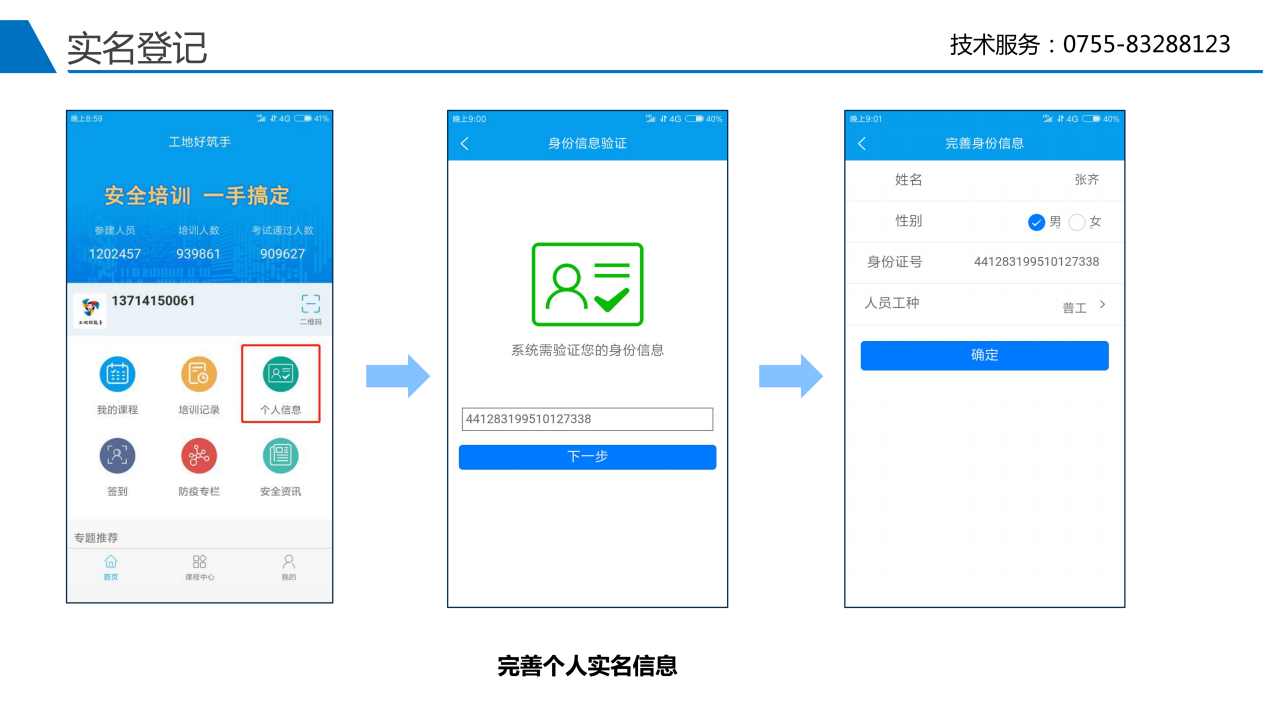 实名登记
技术服务：0755-83288123
晚上8:59
4G 41%
工地好筑手
安全培训 一手搞定
参建人员 培训人数 考试通过人数
1202457 939861 909627
13714150061
工地好筑手
二维码
我的课程 培训记录 个人信息
签到 防疫专栏 安全资讯
专题推荐
首页 课程中心 我的
晚上9:00
4G 40%
身份信息验证
系统需验证您的身份信息
441283199510127338
下一步
晚上9:01
4G 40%
完善身份信息
姓名 张齐
性别 男 女
身份证号 441283199510127338
人员工种 普工
确定
完善个人实名信息